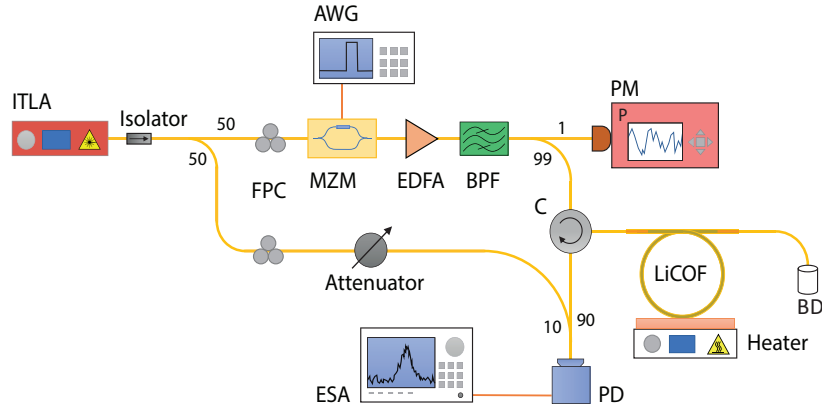 AWG
ITLA
Isolator
50
50
FPC
MZM
EDFA
BPF
1
99
PM
P
C
Attenuator
LiCOF
BD
10
90
Heater
ESA
PD